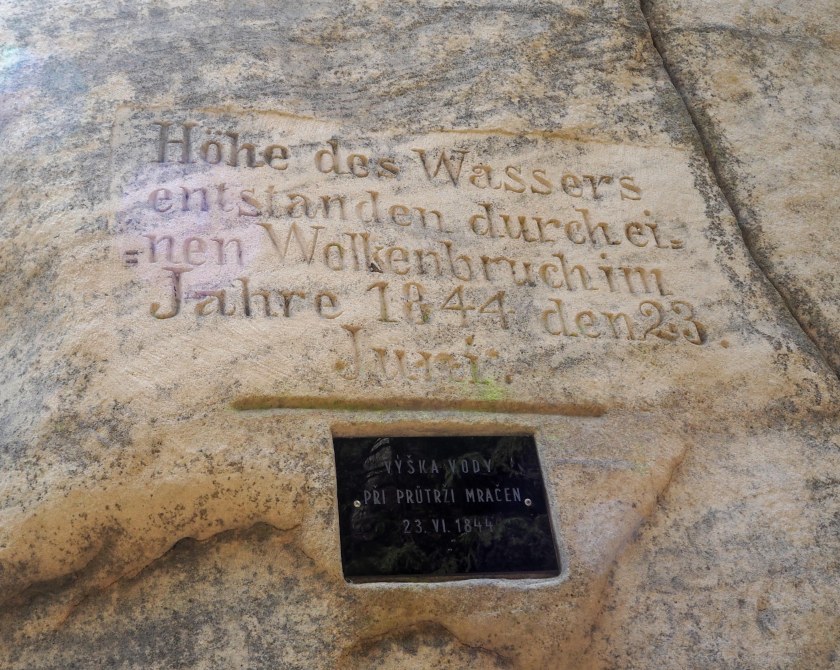 Höhe des Wassers
entstanden durch ei=
=nen Wolkenbruch im
Jahre 1844 den 23.
Juni.
VÝŠKA VODY
PŘI PRŮTRŽI MRAČEN
23. VI. 1844